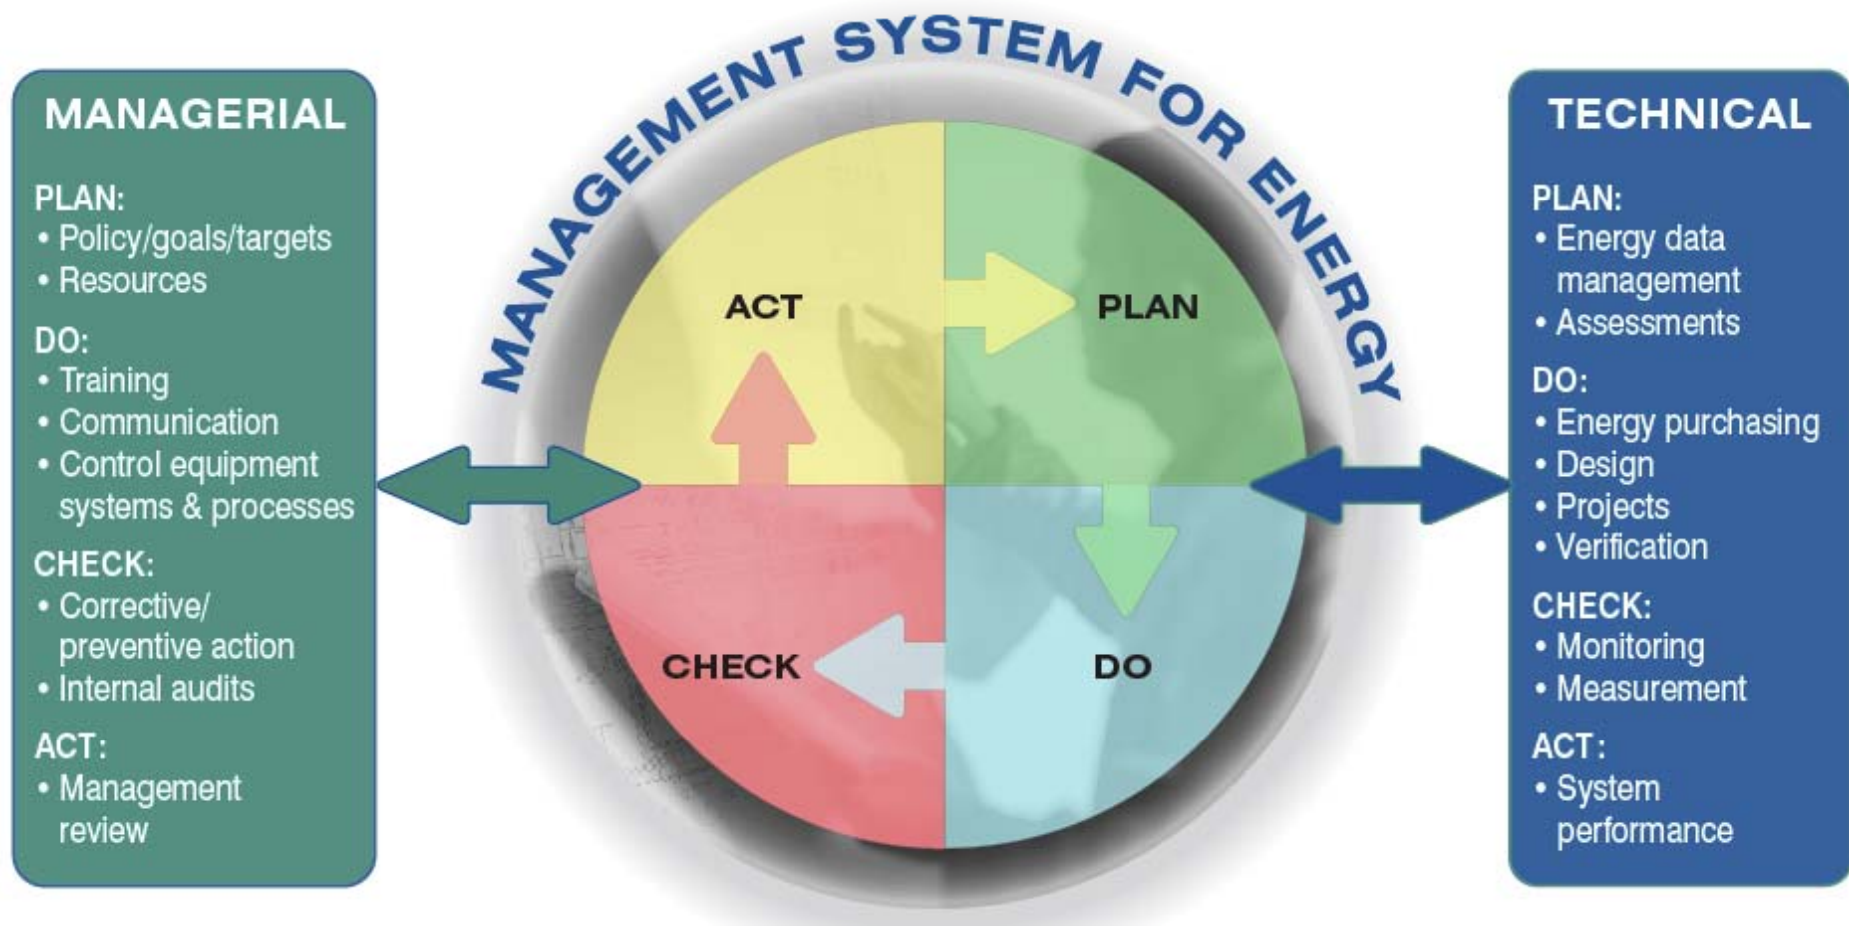 MANAGEMENT SYSTEM FOR ENERGY
MANAGERIAL
PLAN:
• Policy/goals/targets
• Resources
DO:
• Training
• Communication
• Control equipment
systems & processes
CHECK:
• Corrective/
preventive action
• Internal audits
ACT:
• Management
review
ACT
PLAN
CHECK
DO
TECHNICAL
PLAN:
• Energy data
management
• Assessments
DO:
• Energy purchasing
• Design
• Projects
• Verification
CHECK:
• Monitoring
• Measurement
ACT:
• System
performance